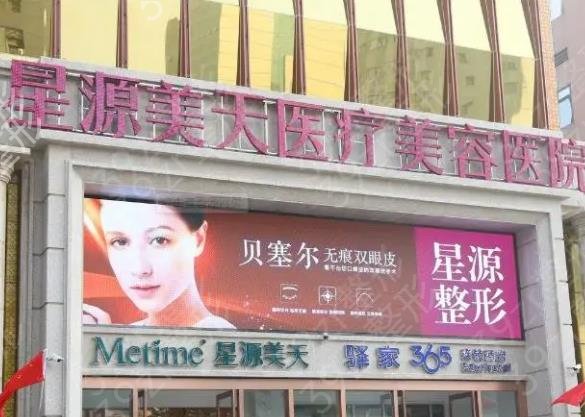 星源美天医疗美容医院
贝塞尔无痕双眼皮
星源
整形
Metimé 星源美天
驿家365